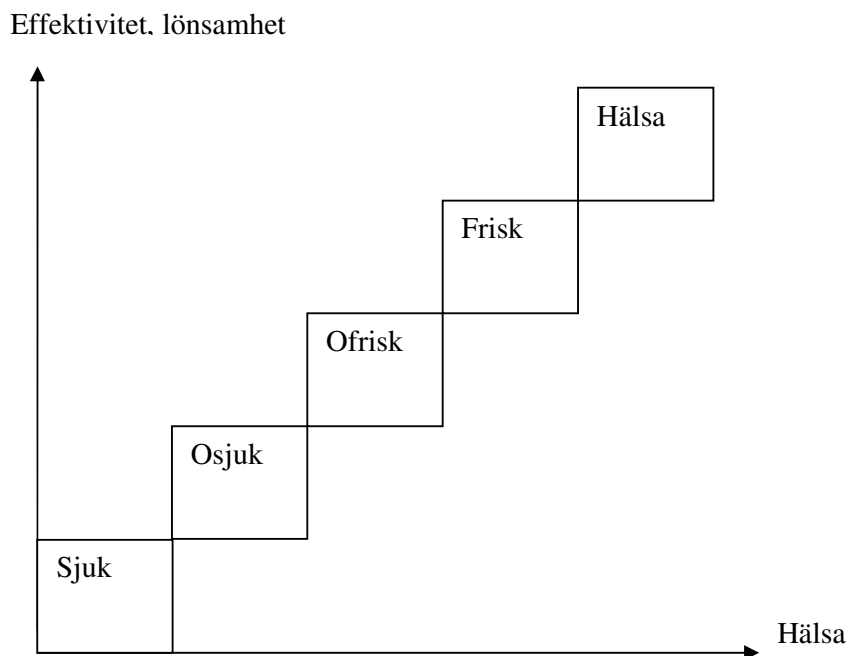 Effektivitet, lönsamhet
Hälsa
Frisk
Ofrisk
Osjuk
Sjuk
Hälsa